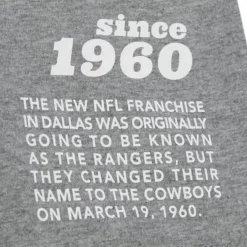 since
1960
THE NEW NFL FRANCHISE
IN DALLAS WAS ORIGINALLY
GOING TO BE KNOWN
AS THE RANGERS, BUT
THEY CHANGED THEIR
NAME TO THE COWBOYS
ON MARCH 19, 1960.